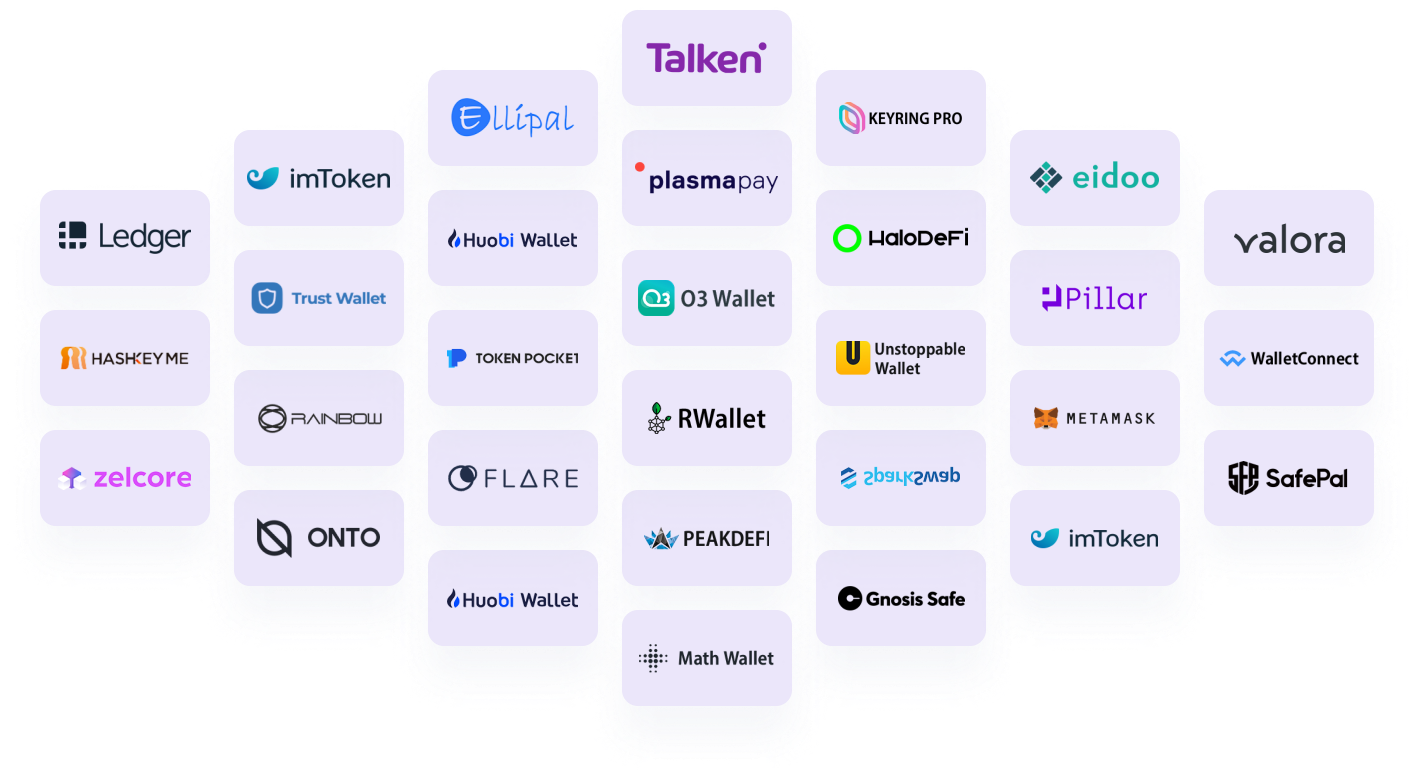 Ledger
HASHKEY ME
zelcore
imToken
Trust Wallet
RAINBOW
ONTO
Ellipal
Huobi Wallet
TOKEN POCKET
FLARE
Huobi Wallet
Talken
plasmapay
O3 Wallet
RWallet
PEAKDEFI
Math Wallet
KEYRING PRO
HaloDeFi
Unstoppable
Wallet
sparkswap
Gnosis Safe
eidoo
Pillar
METAMASK
imToken
valora
WalletConnect
SafePal